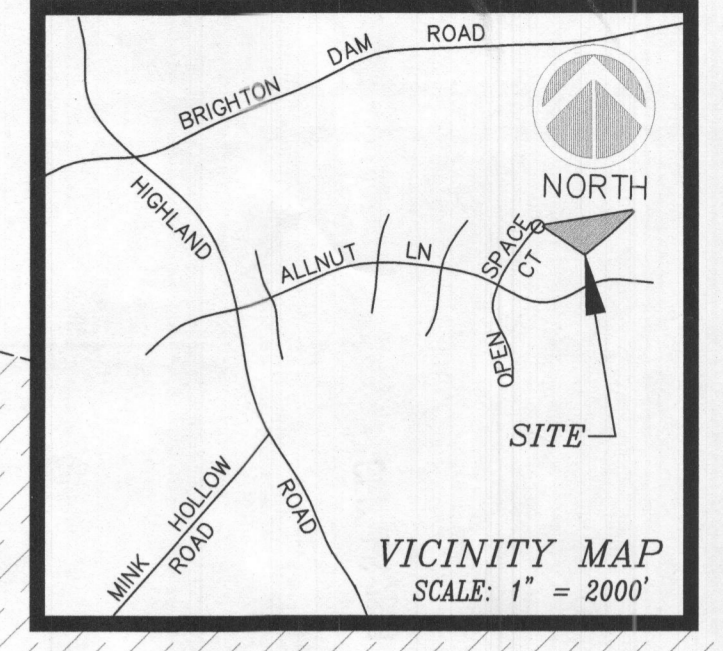 BRIGHTON DAM ROAD
NORTH
HIGHLAND
ROAD
ALLNUT LN
OPEN SPACE CT
SITE
MINK HOLLOW
ROAD
VICINITY MAP
SCALE: 1" = 2000'